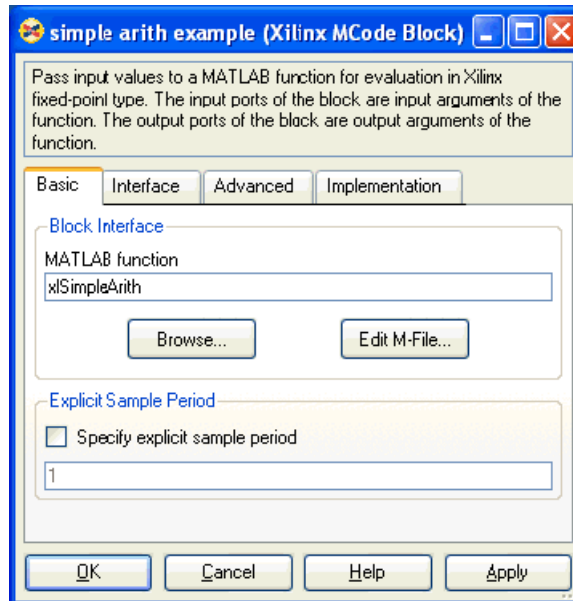 simple arith example (Xilinx MCode Block)
Pass input values to a MATLAB function for evaluation in Xilinx
fixed-point type. The input ports of the block are input arguments of the
function. The output ports of the block are output arguments of the
function.
Basic Interface Advanced Implementation
Block Interface
MATLAB function
xlSimpleArith
Browse... Edit M-File...
Explicit Sample Period
Specify explicit sample period
1
OK Cancel Help Apply